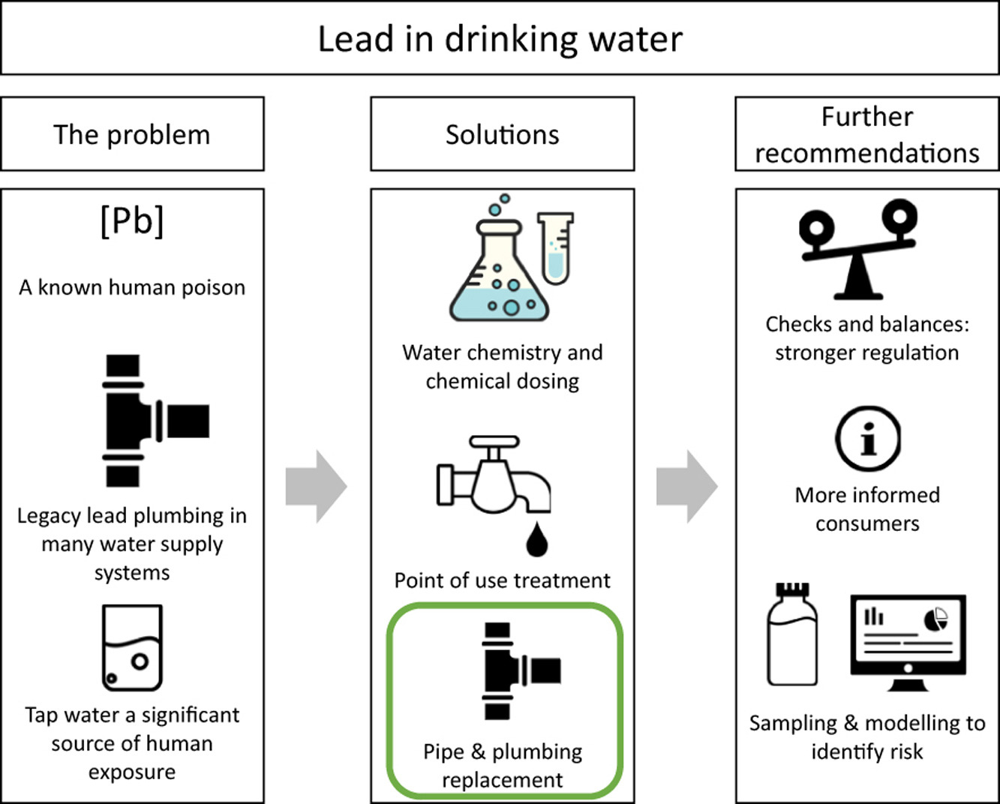 Lead in drinking water
The problem
[Pb]
A known human poison
Legacy lead plumbing in
many water supply
systems
Tap water a significant
source of human
exposure
Solutions
Water chemistry and
chemical dosing
Point of use treatment
Pipe & plumbing
replacement
Further
recommendations
Checks and balances:
stronger regulation
i
More informed
consumers
Sampling & modelling to
identify risk